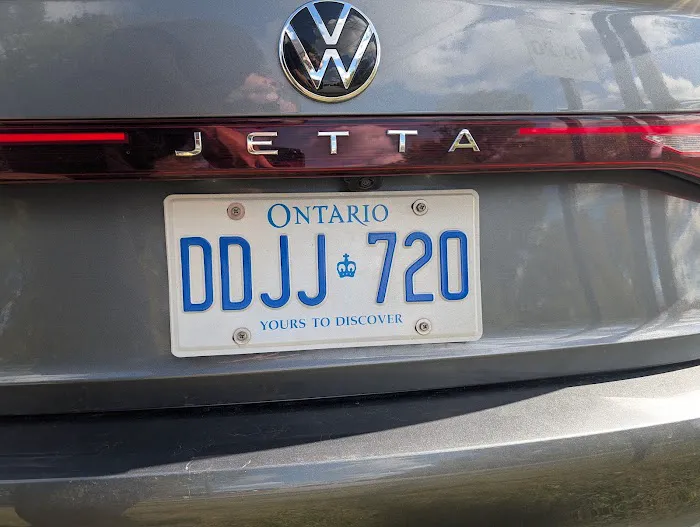 JETTA
ONTARIO
DDJJ 720
YOURS TO DISCOVER